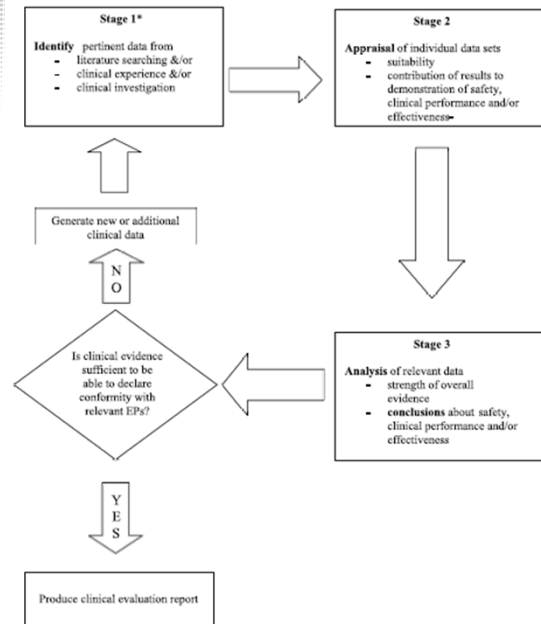 Stage 1*
Identify pertinent data from
- literature searching &/or
- clinical experience &/or
- clinical investigation
Stage 2
Appraisal of individual data sets
- suitability
- contribution of results to
demonstration of safety,
clinical performance and/or
effectiveness-
Generate new or additional
clinical data
N
O
Is clinical evidence
sufficient to be
able to declare
conformity with
relevant EPs?
Stage 3
Analysis of relevant data
- strength of overall
evidence
- conclusions about safety,
clinical performance and/or
effectiveness
Y
E
S
Produce clinical evaluation report